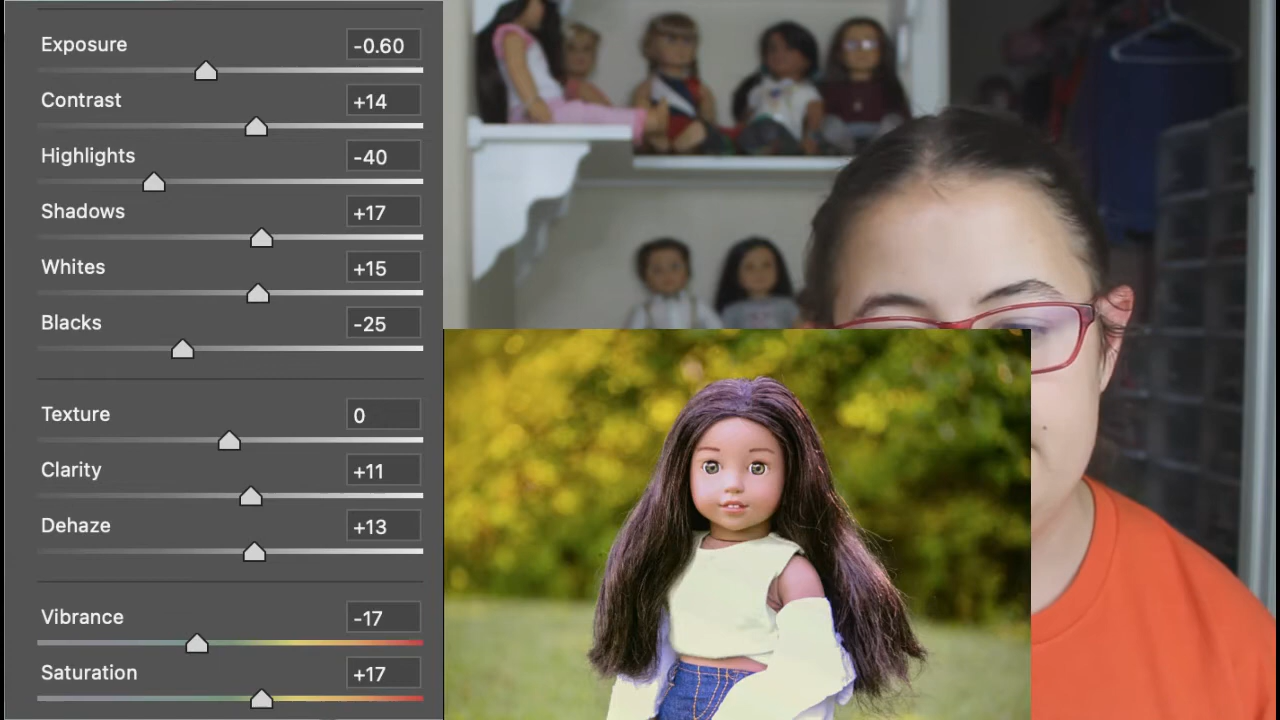 Exposure -0.60
Contrast +14
Highlights -40
Shadows +17
Whites +15
Blacks -25
Texture 0
Clarity +11
Dehaze +13
Vibrance -17
Saturation +17